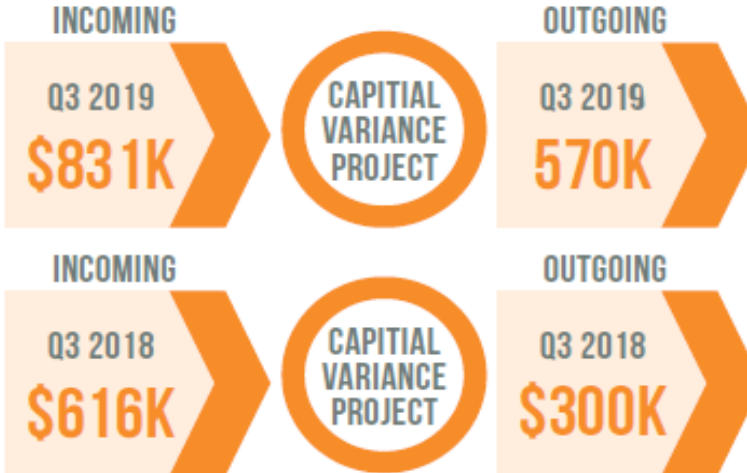 INCOMING
Q3 2019
$831K
CAPITIAL
VARIANCE
PROJECT
OUTGOING
Q3 2019
570K
INCOMING
Q3 2018
$616K
CAPITIAL
VARIANCE
PROJECT
OUTGOING
Q3 2018
$300K